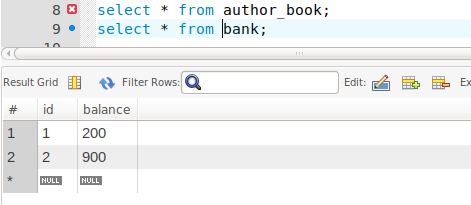 8 select * from author_book;
9 select * from bank;
10
Result Grid Filter Rows: Edit: Ex
# id balance
1 1 200
2 2 900
* NULL NULL